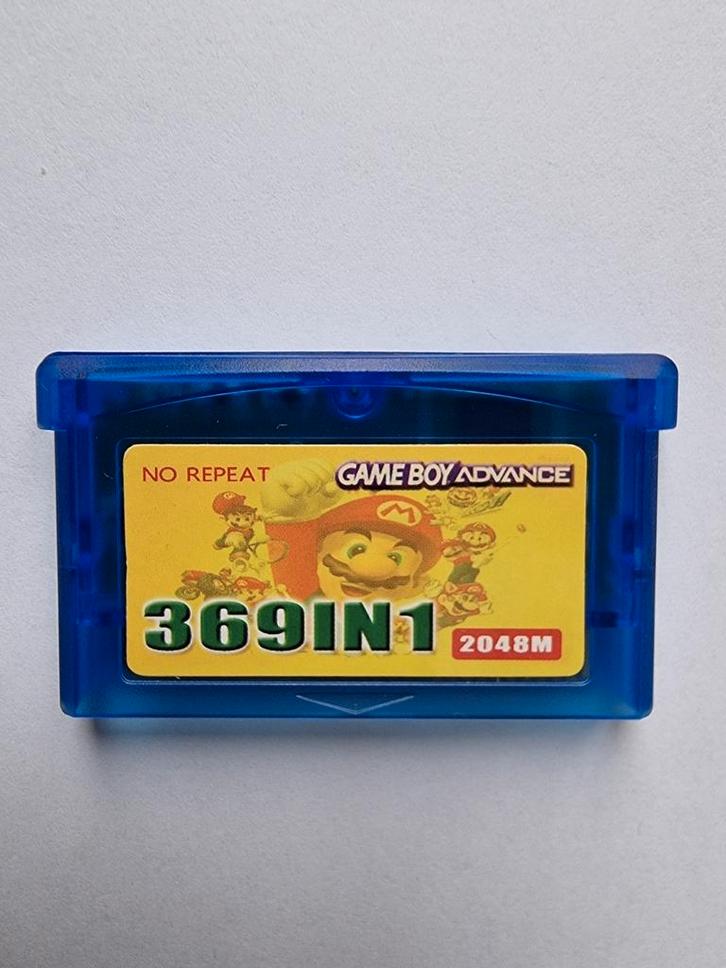 NO REPEAT
GAME BOY ADVANCE
M
369IN1
2048M